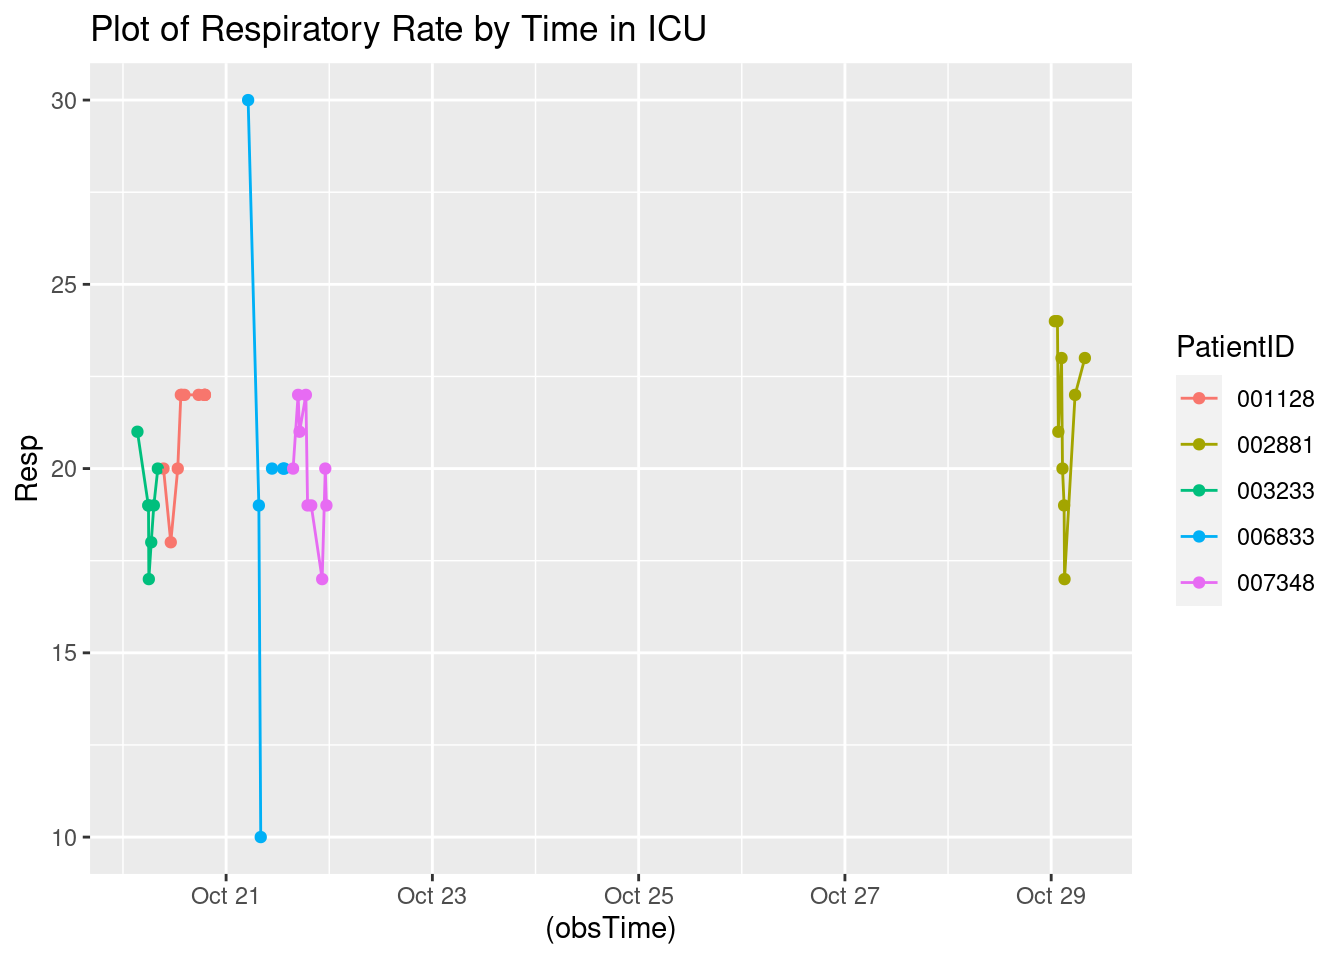 Plot of Respiratory Rate by Time in ICU
30
25
20
15
10
Resp
Oct 21 Oct 23 Oct 25 Oct 27 Oct 29
(obsTime)
PatientID
001128
002881
003233
006833
007348